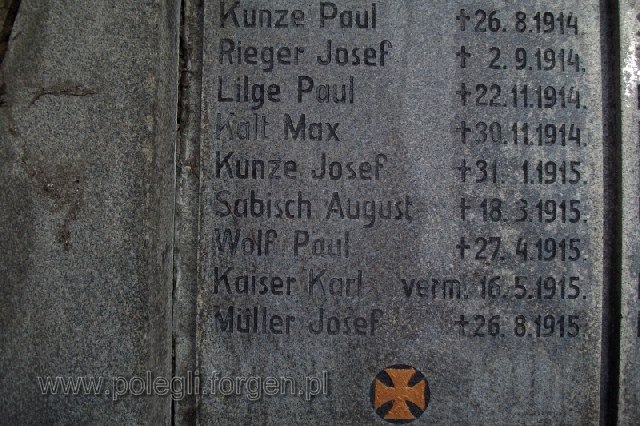 Kunze Paul †26.8.1914
Rieger Josef † 2.9.1914.
Lilge Paul †22.11.1914.
Kalt Max †30.11.1914
Kunze Josef †31. 1.1915.
Sabisch August †18.3.1915.
Wolf Paul †27.4.1915.
Kaiser Karl verm. 16.5.1915.
Müller Josef †26.8.1915.
www.polegli.forgen.pl